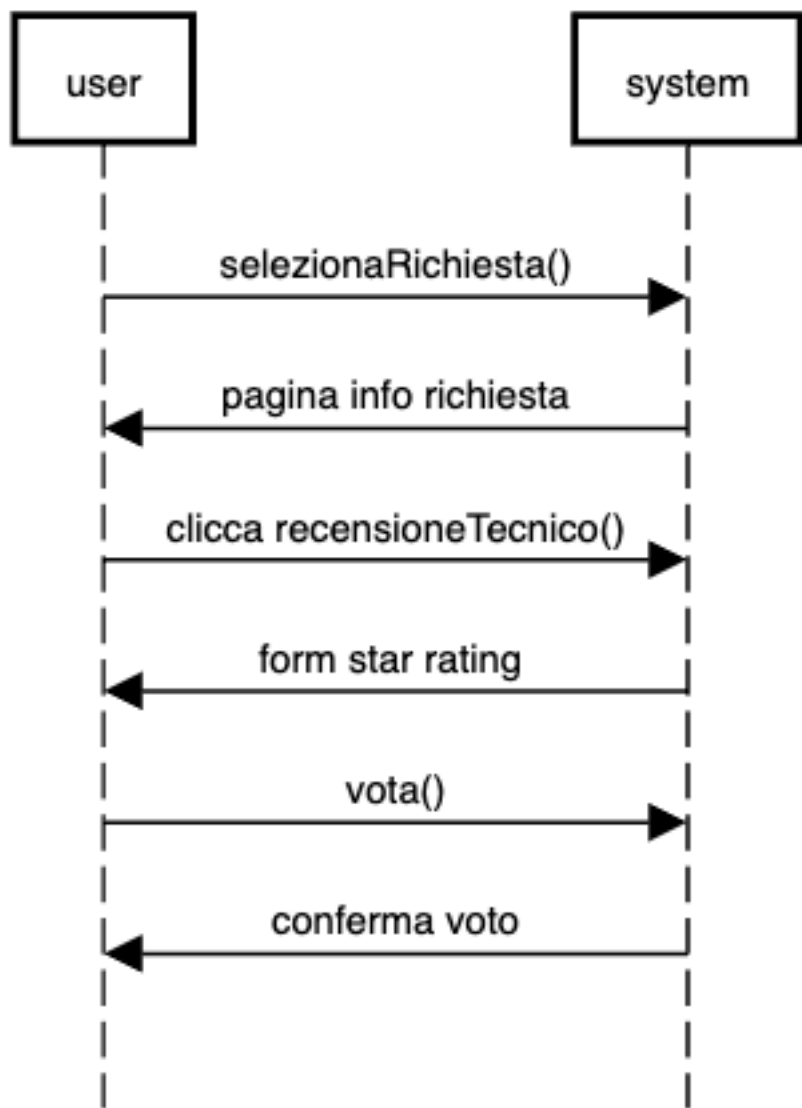 user
system
selezionaRichiesta()
pagina info richiesta
clicca recensioneTecnico()
form star rating
vota()
conferma voto